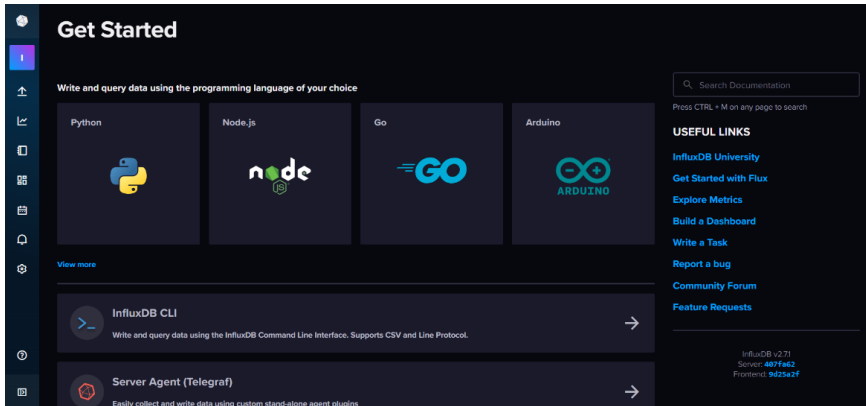 Get Started
I
Write and query data using the programming language of your choice
Python
Node.js
Go
Arduino
node
JS
GO
ARDUINO
View more
InfluxDB CLI
Write and query data using the InfluxDB Command Line Interface. Supports CSV and Line Protocol.
Server Agent (Telegraf)
Easily collect and write data using custom stand-alone agent plugins
Search Documentation
Press CTRL + M on any page to search
USEFUL LINKS
InfluxDB University
Get Started with Flux
Explore Metrics
Build a Dashboard
Write a Task
Report a bug
Community Forum
Feature Requests
InfluxDB v2.7.1
Server: 407fa62
Frontend: 9d25a2f